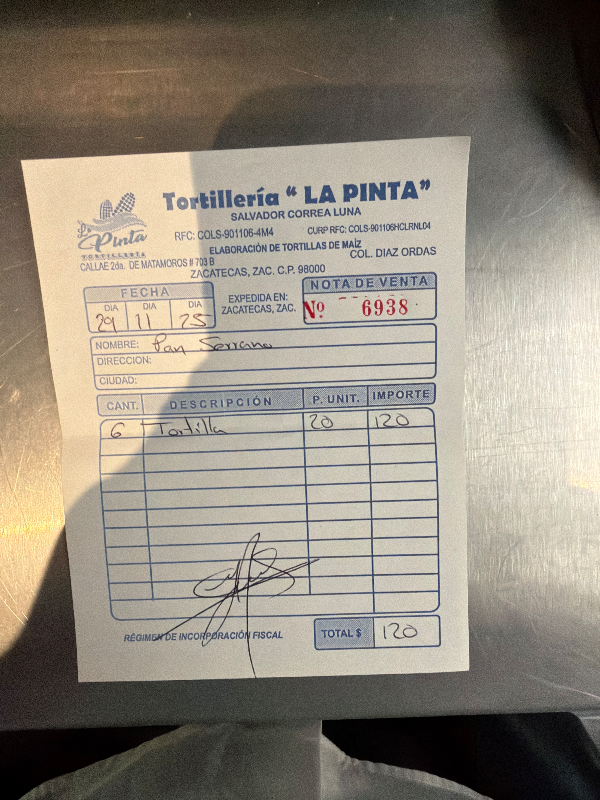 La Pinta
TORTILLERÍA
Tortillería “ LA PINTA”
SALVADOR CORREA LUNA
RFC: COLS-901106-4M4 CURP RFC: COLS-901106HCLRNL04
ELABORACIÓN DE TORTILLAS DE MAÍZ
CALLAE 2da. DE MATAMOROS # 703 B COL. DIAZ ORDAS
ZACATECAS, ZAC. C.P. 98000
FECHA
DIA DIA DIA
29 11 25
EXPEDIDA EN:
ZACATECAS, ZAC.
NOTA DE VENTA
Nº 6938
NOMBRE: Pan Serrano
DIRECCION:
CIUDAD:
CANT. DESCRIPCIÓN P. UNIT. IMPORTE
6 Tortilla 20 120
RÉGIMEN DE INCORPORACIÓN FISCAL TOTAL $ 120